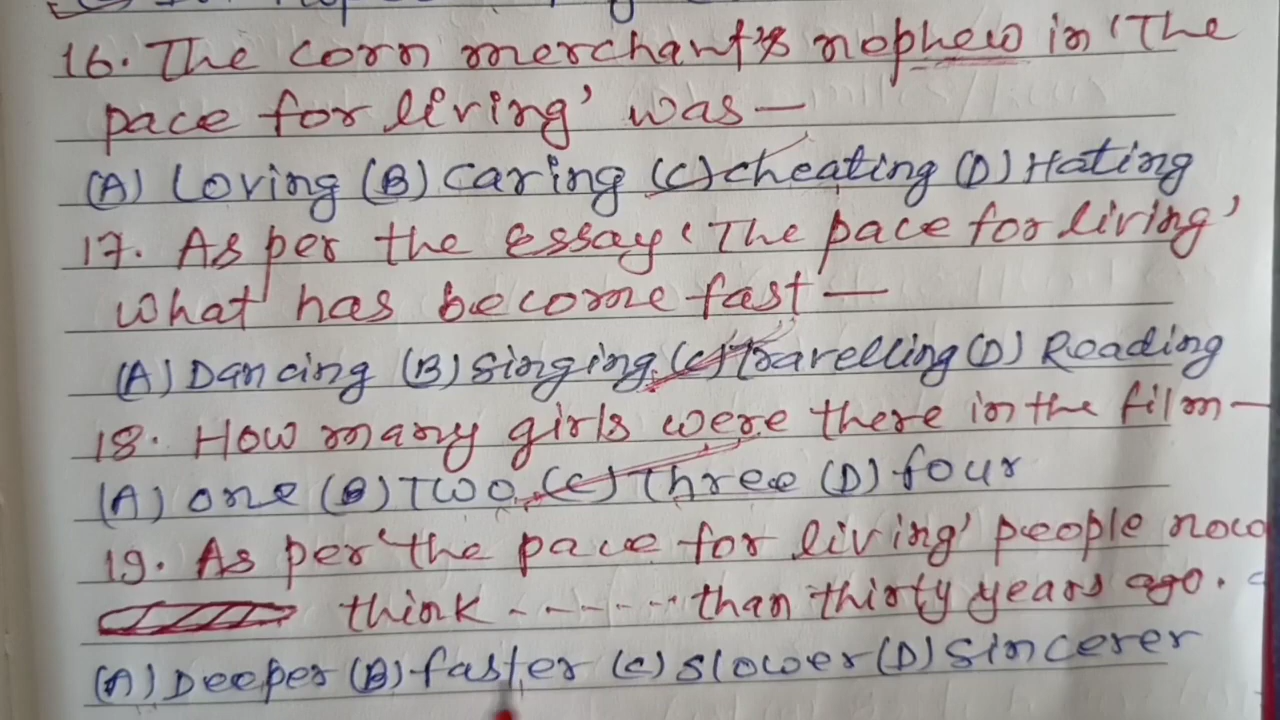 16. The corn merchant's nephew in 'The
pace for living' was—
(A) Loving (B) Caring (C) cheating (D) Hating
17. As per the essay 'The pace for living'
what has become fast—
(A) Dancing (B) Singing (C) Travelling (D) Reading
18. How many girls were there in the film—
(A) one (B) Two (C) Three (D) four
19. As per 'the pace for living' people now
think ------- than thirty years ago.
(A) Deeper (B) faster (C) slower (D) sincerer